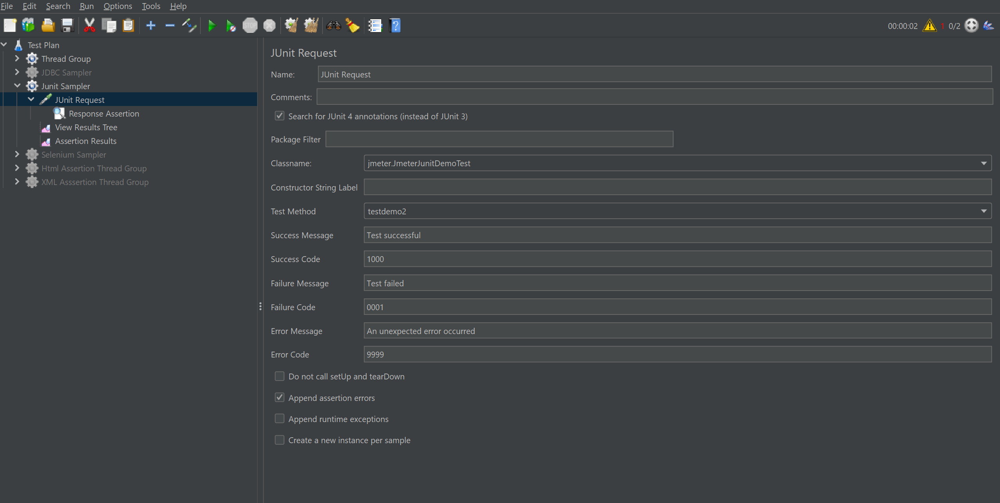 File Edit Search Run Options Tools Help
STOP
00:00:02 1 0/2
Test Plan
Thread Group
JDBC Sampler
Junit Sampler
JUnit Request
Response Assertion
View Results Tree
Assertion Results
Selenium Sampler
Html Assertion Thread Group
XML Asssertion Thread Group
JUnit Request
Name: JUnit Request
Comments:
Search for JUnit 4 annotations (instead of JUnit 3)
Package Filter
Classname: jmeter.JmeterJunitDemoTest
Constructor String Label
Test Method testdemo2
Success Message Test successful
Success Code 1000
Failure Message Test failed
Failure Code 0001
Error Message An unexpected error occurred
Error Code 9999
Do not call setUp and tearDown
Append assertion errors
Append runtime exceptions
Create a new instance per sample